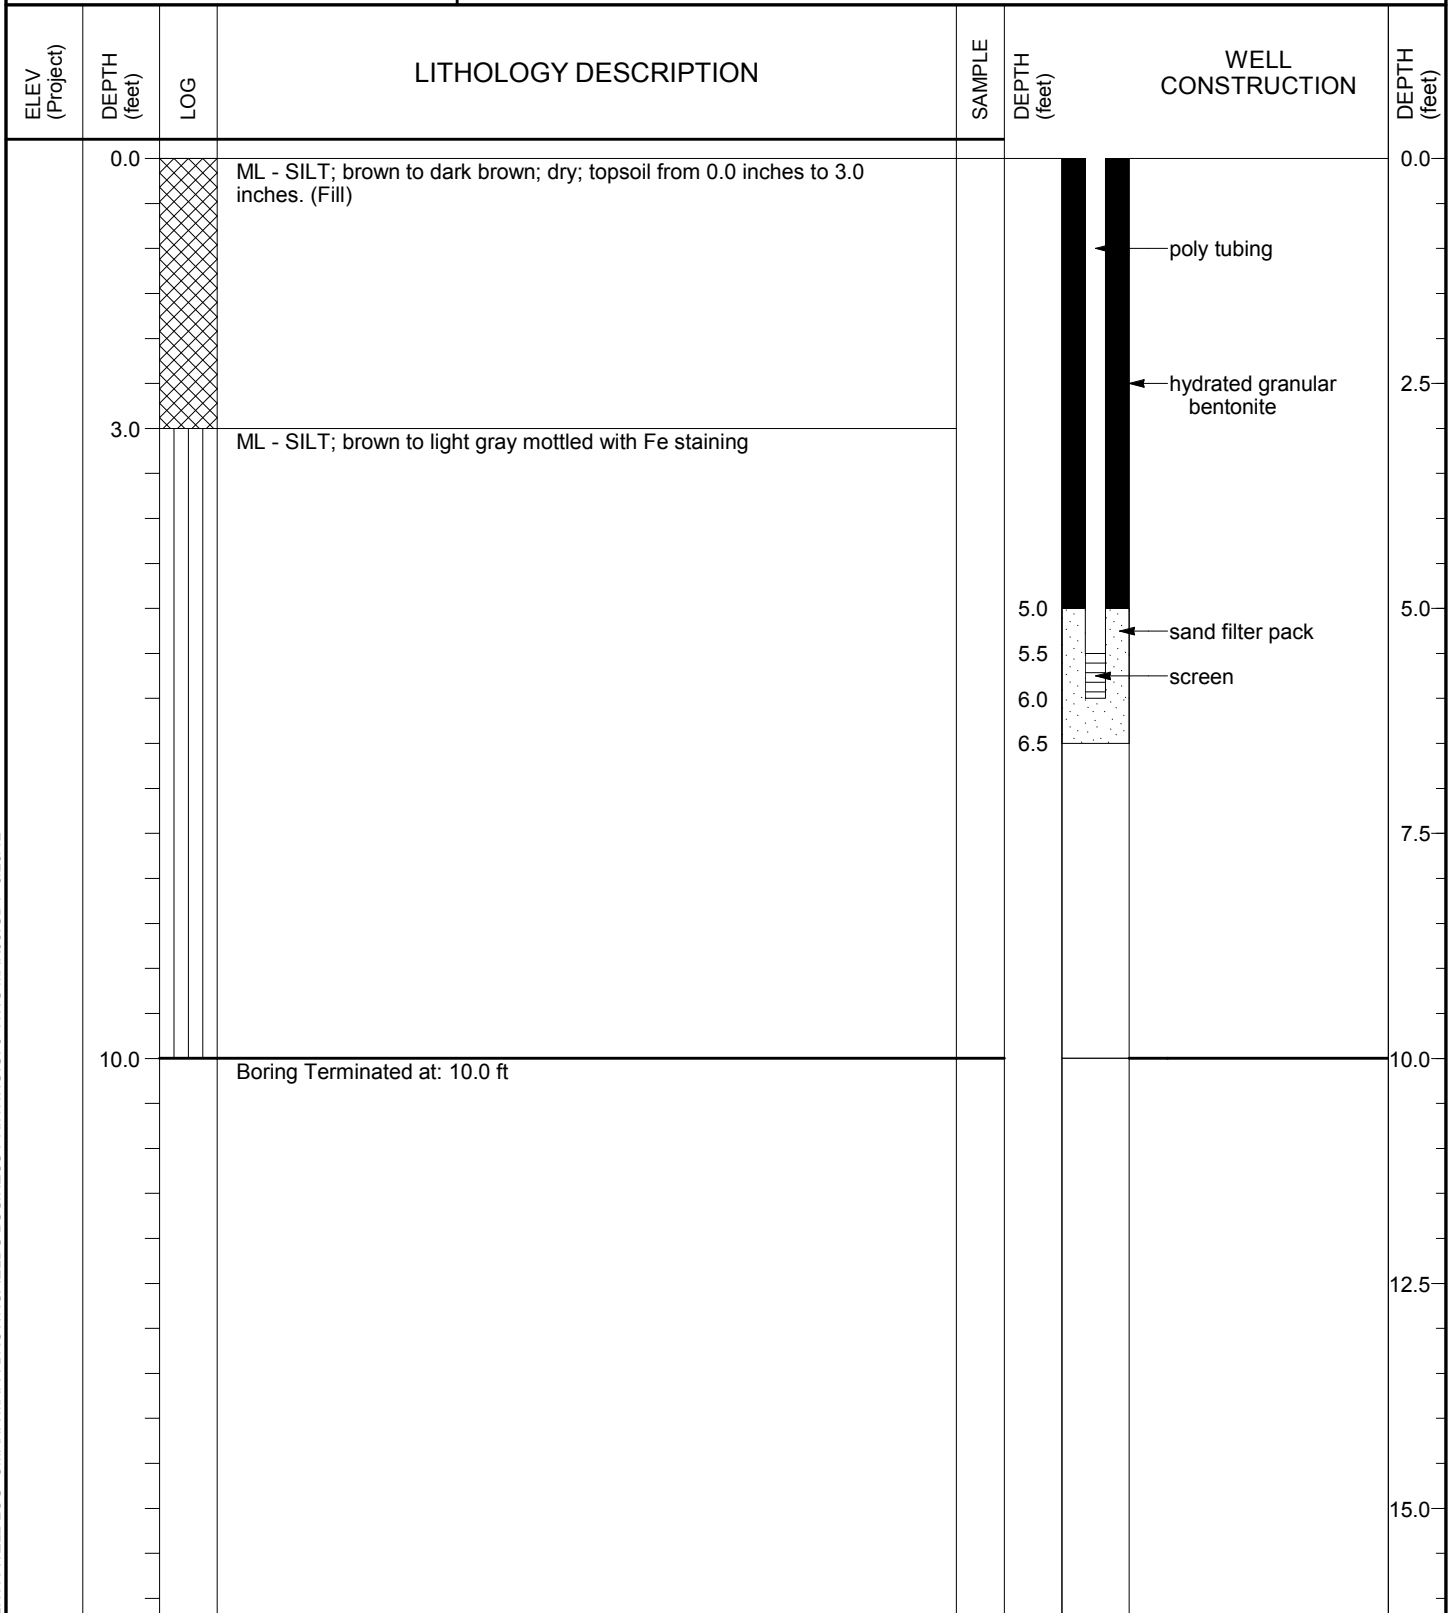 ELEV
(Project)
DEPTH
(feet)
LOG
LITHOLOGY DESCRIPTION
SAMPLE
DEPTH
(feet)
WELL
CONSTRUCTION
DEPTH
(feet)
0.0
ML - SILT; brown to dark brown; dry; topsoil from 0.0 inches to 3.0
inches. (Fill)
0.0
poly tubing
hydrated granular
bentonite
2.5
3.0
ML - SILT; brown to light gray mottled with Fe staining
5.0
5.0
sand filter pack
5.5
screen
6.0
6.5
7.5
10.0
Boring Terminated at: 10.0 ft
10.0
12.5
15.0